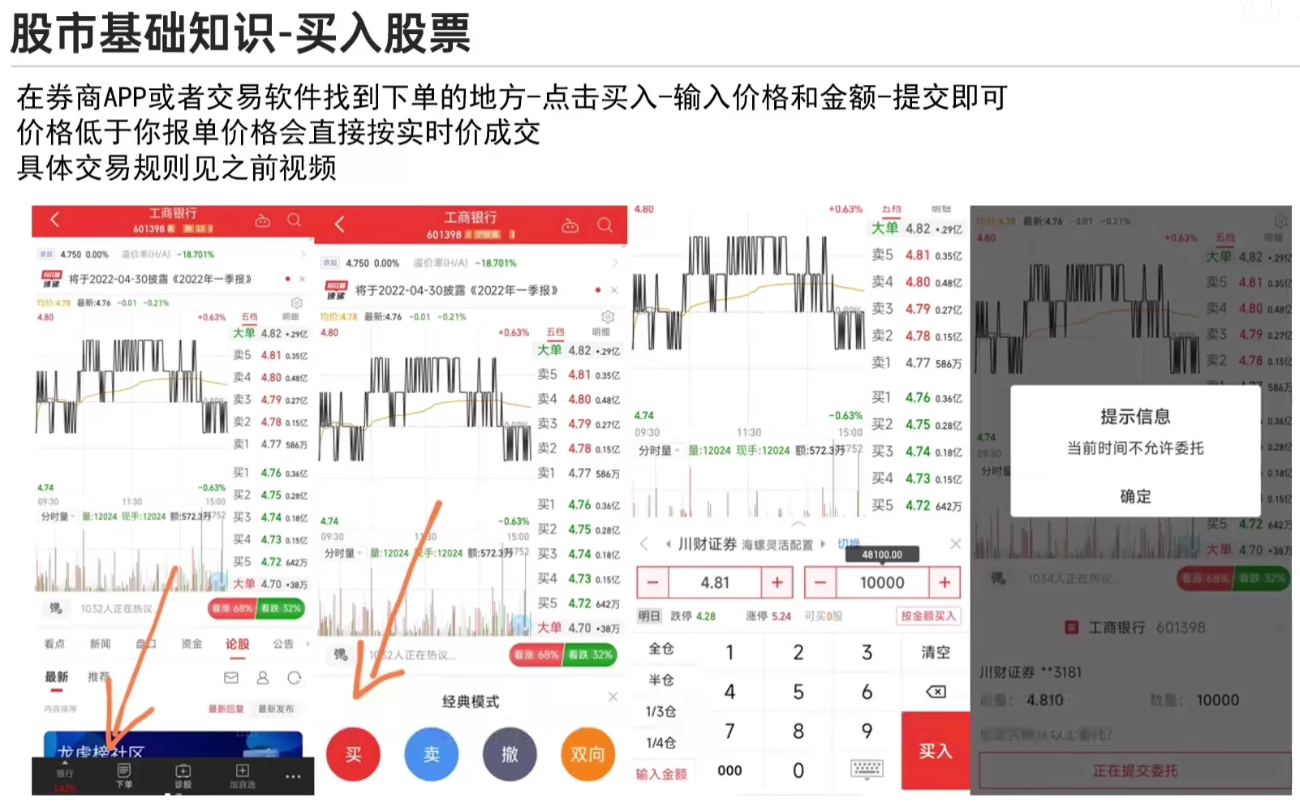 股市基础知识-买入股票
在券商APP或者交易软件找到下单的地方-点击买入-输入价格和金额-提交即可
价格低于你报单价格会直接按实时价成交
具体交易规则见之前视频
工商银行
601398
4.750 0.00% 溢价率(H/A) -18.701%
将于2022-04-30披露《2022年一季报》
均价:4.78 最新:4.76 -0.01 -0.21%
4.80 +0.63% 五档 明细
大单 4.82 +.29亿
卖5 4.81 0.35亿
卖4 4.80 0.48亿
卖3 4.79 0.27亿
卖2 4.78 0.15亿
卖1 4.77 586万
买1 4.76 0.36亿
4.74 -0.63%
买2 4.75 0.28亿
09:30 11:30 15:00
分时量 量:12024 现手:12024 额:572.3万
买3 4.74 0.18亿
买4 4.73 0.15亿
买5 4.72 642万
大单 4.70 +38万
1032人正在热议...
看涨 68% 看跌 32%
看点 新闻 盘口 资金 论股 公告
最新 推荐
内容排序 最新回复 最新发布
龙虎榜社区
银行 下单 诊股 加自选
工商银行
601398
4.750 0.00% 溢价率(H/A) -18.701%
将于2022-04-30披露《2022年一季报》
均价:4.78 最新:4.76 -0.01 -0.21%
4.80 +0.63% 五档 明细
大单 4.82 +.29亿
卖5 4.81 0.35亿
卖4 4.80 0.48亿
卖3 4.79 0.27亿
卖2 4.78 0.15亿
卖1 4.77 586万
买1 4.76 0.36亿
4.74 -0.63%
买2 4.75 0.28亿
09:30 15:00
分时量 量:12024 现手:12024 额:572.3万
买3 4.74 0.18亿
买4 4.73 0.15亿
买5 4.72 642万
大单 4.70 +38万
1032人正在热议...
看涨 68% 看跌 32%
经典模式
买 卖 撤 双向
4.80 +0.63% 五档 明细
大单 4.82 +.29亿
卖5 4.81 0.35亿
卖4 4.80 0.48亿
卖3 4.79 0.27亿
卖2 4.78 0.15亿
卖1 4.77 586万
买1 4.76 0.36亿
4.74 -0.63%
买2 4.75 0.28亿
09:30 11:30 15:00
分时量 量:12024 现手:12024 额:572.3万
买3 4.74 0.18亿
买4 4.73 0.15亿
买5 4.72 642万
川财证券 海螺灵活配置 切换
48100.00
- 4.81 + - 10000 +
明日 跌停 4.28 涨停 5.24 可买0股 按金额买入
全仓 1 2 3 清空
半仓 4 5 6
1/3仓 7 8 9 买入
1/4仓
输入金额 000 0
均价:4.78 最新:4.76 -0.01 -0.21%
4.80 +0.63% 五档 明细
大单 4.82 +.29亿
卖5 4.81 0.35亿
卖4 4.80 0.48亿
卖3 4.79 0.27亿
卖2 4.78 0.15亿
提示信息
当前时间不允许委托
确定
4.74
09:30
分时量
买5 4.72 642万
大单 4.70 +38万
1034人正在热议...
看涨 68% 看跌 32%
工商银行 601398
川财证券 **3181
4.810 数量: 10000
正在提交委托